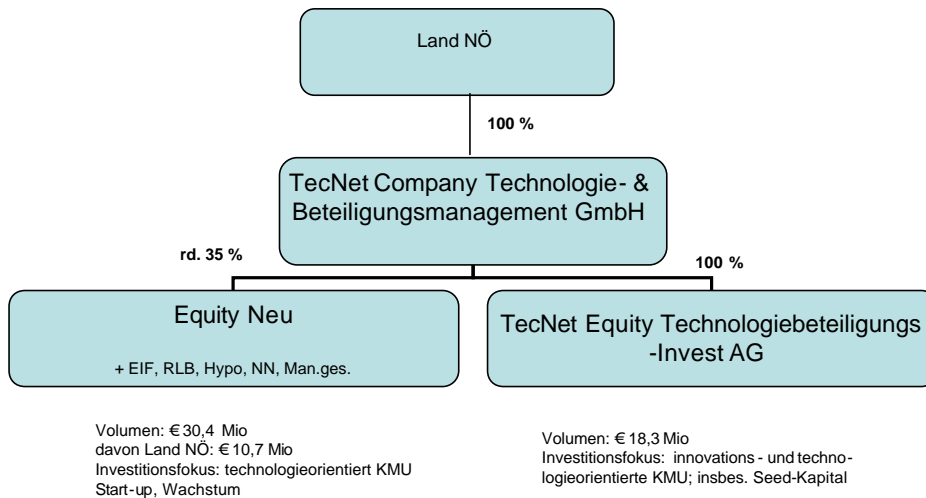 Land NÖ
100 %
TecNet Company Technologie- &
Beteiligungsmanagement GmbH
rd. 35 %
100 %
Equity Neu
+ EIF, RLB, Hypo, NN, Man.ges.
TecNet Equity Technologiebeteiligungs
-Invest AG
Volumen: € 30,4 Mio
davon Land NÖ: € 10,7 Mio
Investitionsfokus: technologieorientiert KMU
Start-up, Wachstum
Volumen: € 18,3 Mio
Investitionsfokus: innovations - und techno-
logieorientierte KMU; insbes. Seed-Kapital